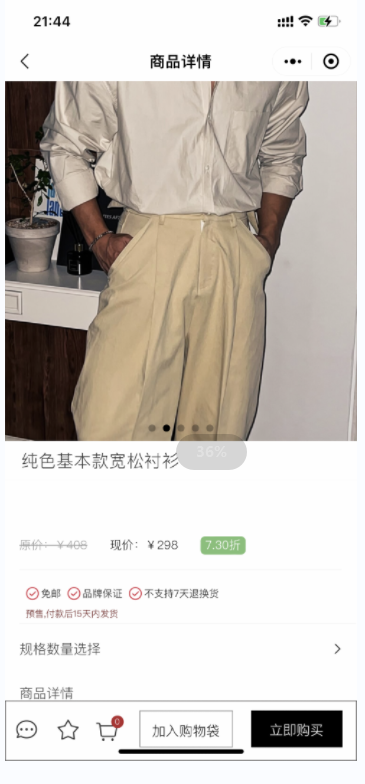 21:44
商品详情
纯色基本款宽松衬衫
36%
原价：￥408 现价：￥298 7.30折
免邮 品牌保证 不支持7天退换货
预售,付款后15天内发货
规格数量选择
商品详情
0
加入购物袋 立即购买